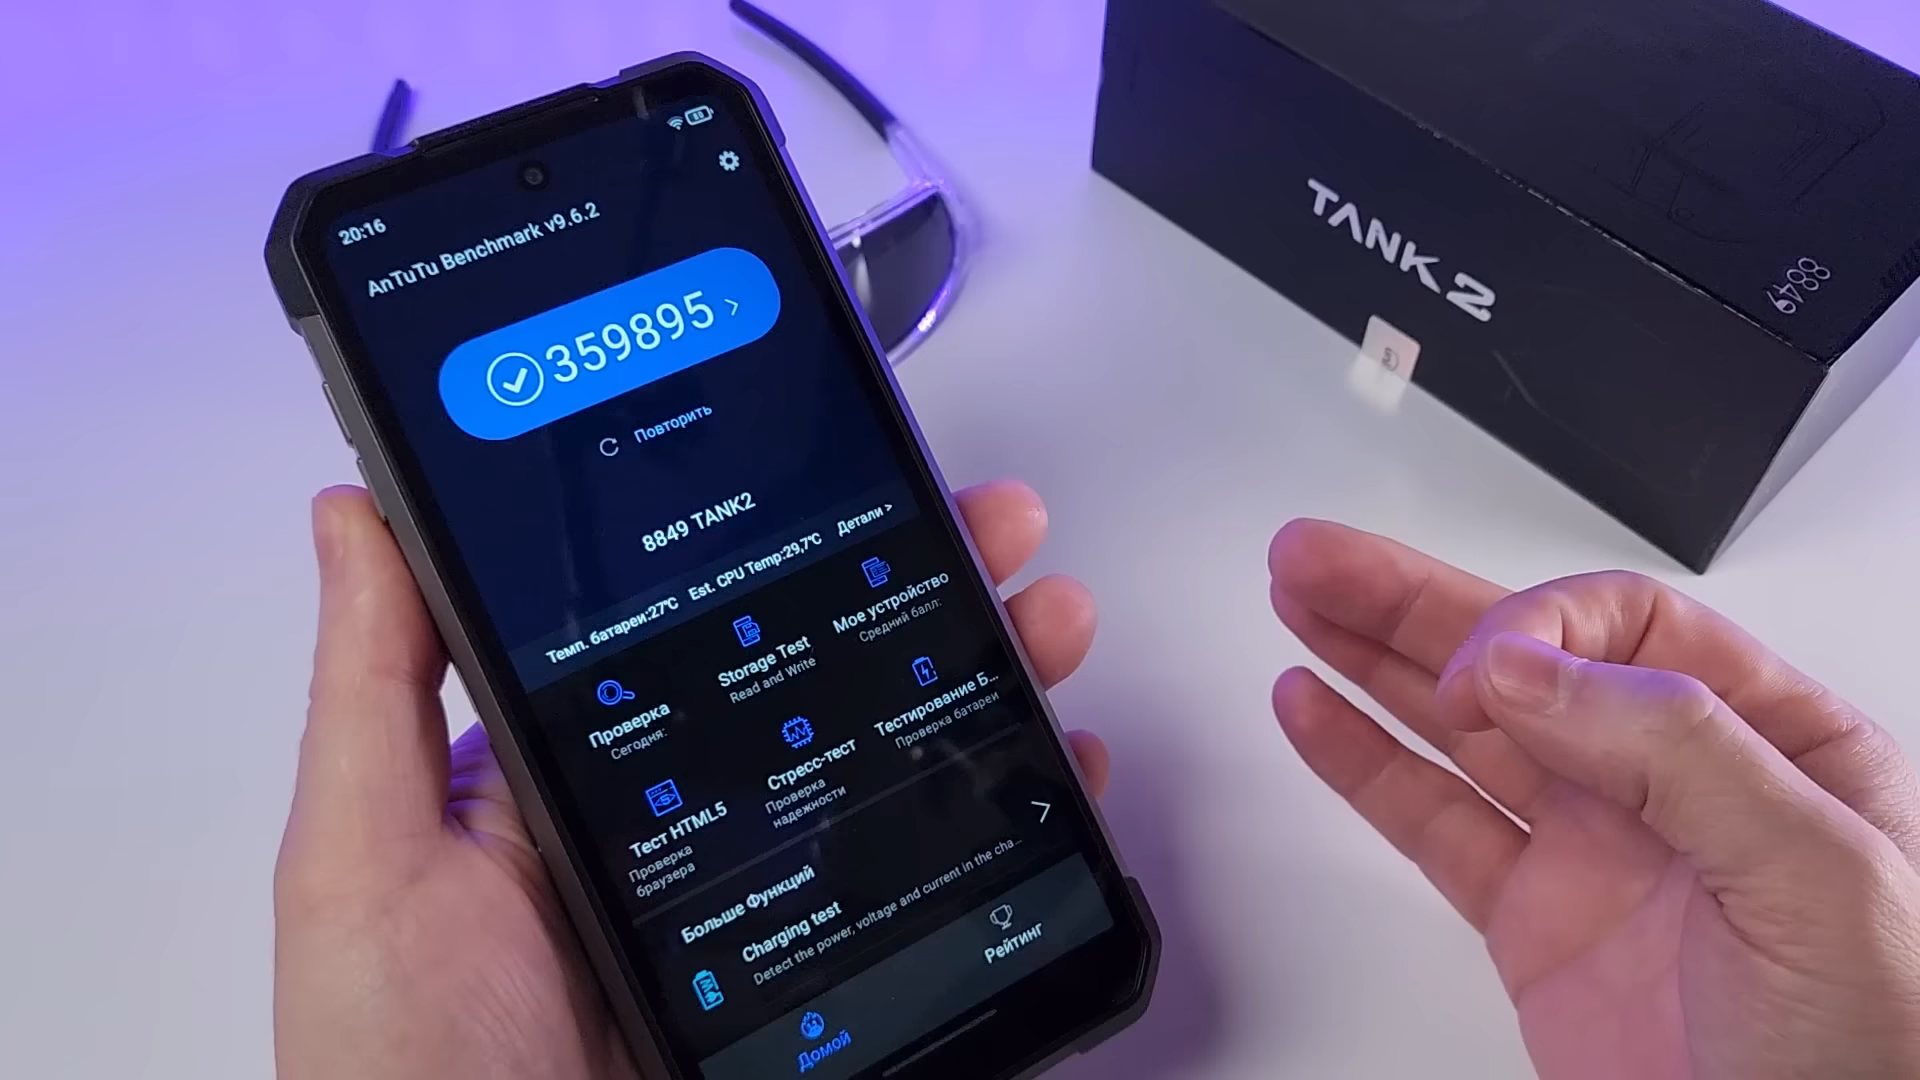 20:16
80
AnTuTu Benchmark v9.6.2
359895
Повторить
8849 TANK2
Темп. батареи:27℃ Est. CPU Temp:29,7℃ Детали >
Проверка
Сегодня:
Storage Test
Read and Write
Мое устройство
Средний балл:
Тест HTML5
Проверка
браузера
Стресс-тест
Проверка
надежности
Тестирование Б...
Проверка батареи
Больше Функций
Charging test
Detect the power, voltage and current in the cha...
Домой
Рейтинг
TANK 2
8849